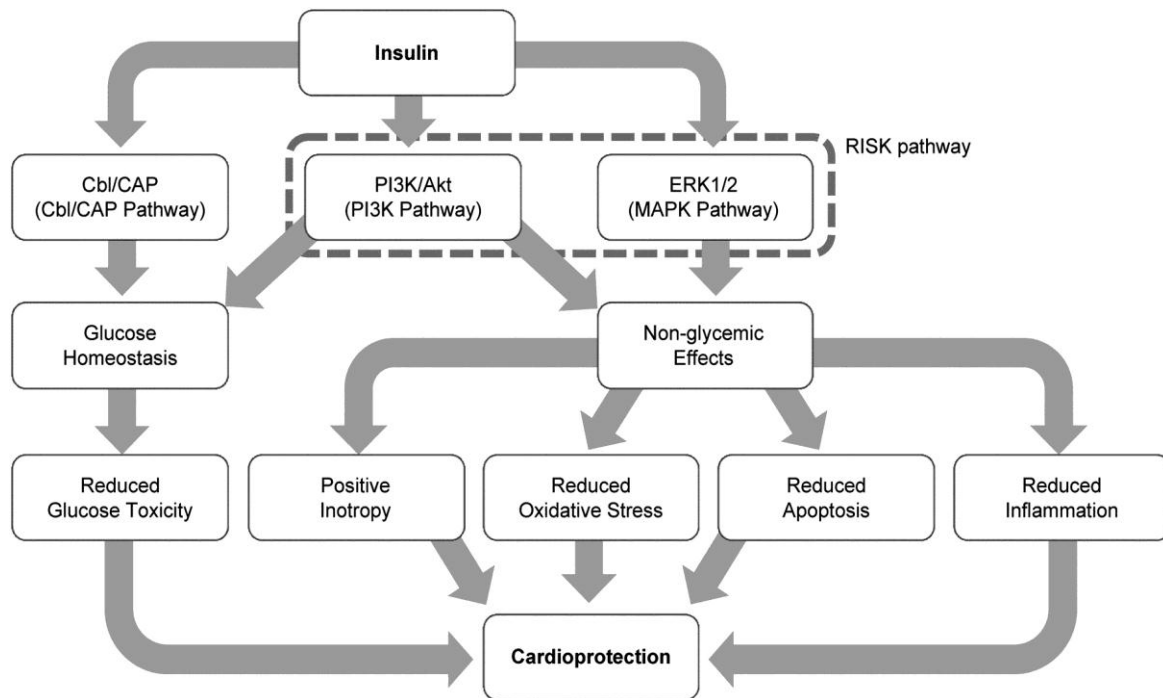 Insulin
RISK pathway
Cbl/CAP
(Cbl/CAP Pathway)
PI3K/Akt
(PI3K Pathway)
ERK1/2
(MAPK Pathway)
Glucose
Homeostasis
Non-glycemic
Effects
Reduced
Glucose Toxicity
Positive
Inotropy
Reduced
Oxidative Stress
Reduced
Apoptosis
Reduced
Inflammation
Cardioprotection